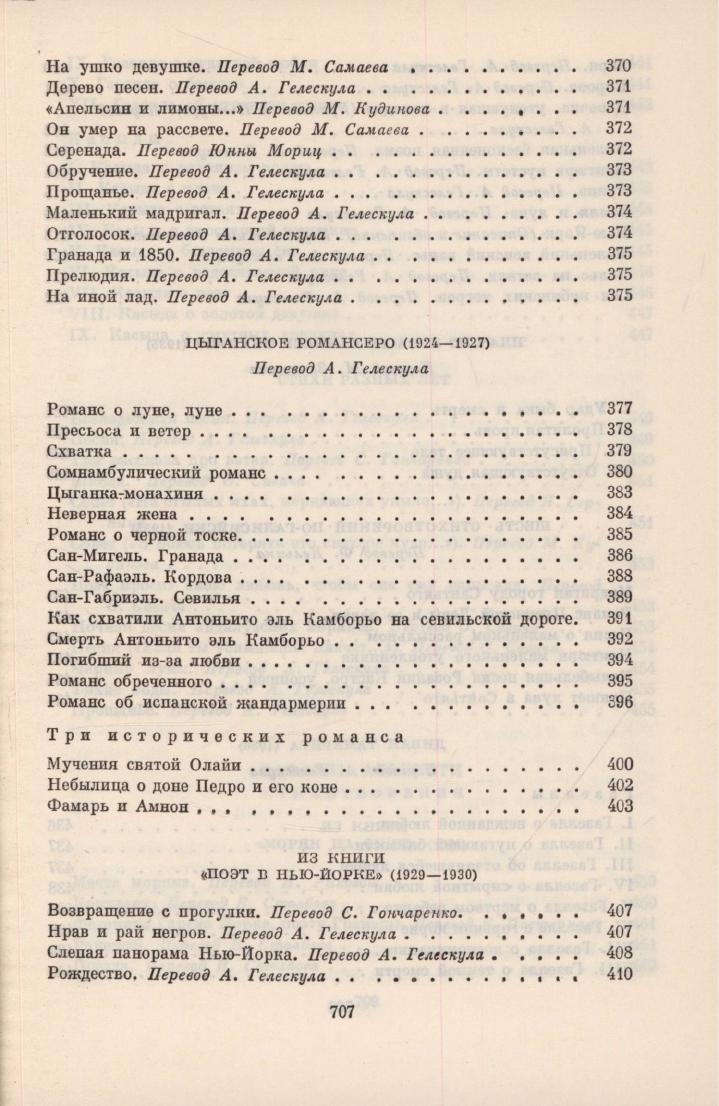 На ушко девушке. Перевод М. Самаева . . . . . . . . . . 370
Дерево песен. Перевод А. Гелескула . . . . . . . . . . . 371
«Апельсин и лимоны...» Перевод М. Кудинова . . . . . . . 371
Он умер на рассвете. Перевод М. Самаева . . . . . . . . 372
Серенада. Перевод Юнны Мориц . . . . . . . . . . . . 372
Обручение. Перевод А. Гелескула . . . . . . . . . . . . 373
Прощанье. Перевод А. Гелескула . . . . . . . . . . . . 373
Маленький мадригал. Перевод А. Гелескула . . . . . . . . 374
Отголосок. Перевод А. Гелескула . . . . . . . . . . . . 374
Гранада и 1850. Перевод А. Гелескула . . . . . . . . . . 375
Прелюдия. Перевод А. Гелескула . . . . . . . . . . . . 375
На иной лад. Перевод А. Гелескула . . . . . . . . . . . 375
ЦЫГАНСКОЕ РОМАНСЕРО (1924—1927)
Перевод А. Гелескула
Романс о луне, луне . . . . . . . . . . . . . . . . . 377
Пресьоса и ветер . . . . . . . . . . . . . . . . . . 378
Схватка . . . . . . . . . . . . . . . . . . . . . . 379
Сомнамбулический романс . . . . . . . . . . . . . . . 380
Цыганка-монахиня . . . . . . . . . . . . . . . . . . 383
Неверная жена . . . . . . . . . . . . . . . . . . . 384
Романс о черной тоске. . . . . . . . . . . . . . . . . 385
Сан-Мигель. Гранада . . . . . . . . . . . . . . . . . 386
Сан-Рафаэль. Кордова . . . . . . . . . . . . . . . . 388
Сан-Габриэль. Севилья . . . . . . . . . . . . . . . . 389
Как схватили Антоньито эль Камборьо на севильской дороге. 391
Смерть Антоньито эль Камборьо . . . . . . . . . . . . 392
Погибший из-за любви . . . . . . . . . . . . . . . . 394
Романс обреченного . . . . . . . . . . . . . . . . . 395
Романс об испанской жандармерии . . . . . . . . . . . 396
Три исторических романса
Мучения святой Олайи . . . . . . . . . . . . . . . . 400
Небылица о доне Педро и его коне . . . . . . . . . . . 402
Фамарь и Амнон . . . . . . . . . . . . . . . . . . . 403
ИЗ КНИГИ
«ПОЭТ В НЬЮ-ЙОРКЕ» (1929—1930)
Возвращение с прогулки. Перевод С. Гончаренко. . . . . . . 407
Нрав и рай негров. Перевод А. Гелескула . . . . . . . . . 407
Слепая панорама Нью-Йорка. Перевод А. Гелескула . . . . . 408
Рождество. Перевод А. Гелескула . . . . . . . . . . . . 410
707